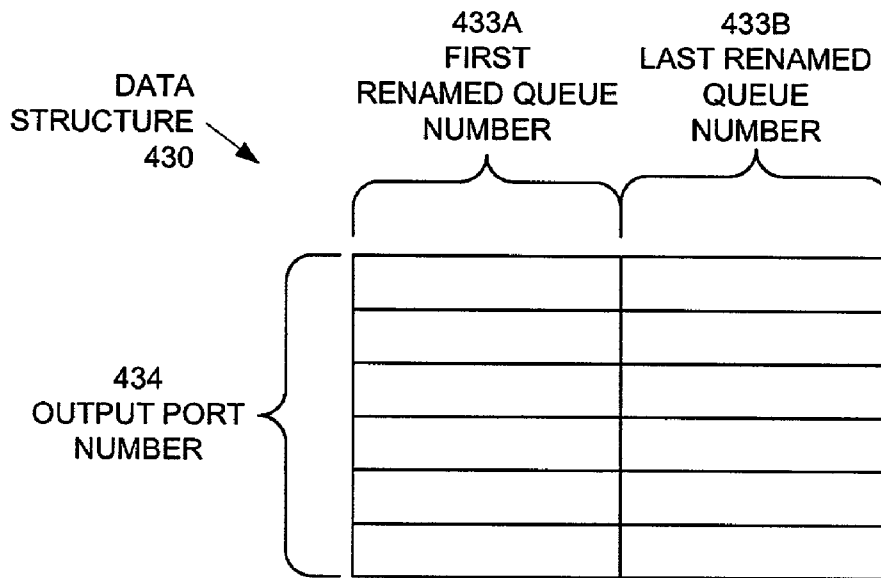 DATA
STRUCTURE
430
433A
FIRST
RENAMED QUEUE
NUMBER
433B
LAST RENAMED
QUEUE
NUMBER
434
OUTPUT PORT
NUMBER